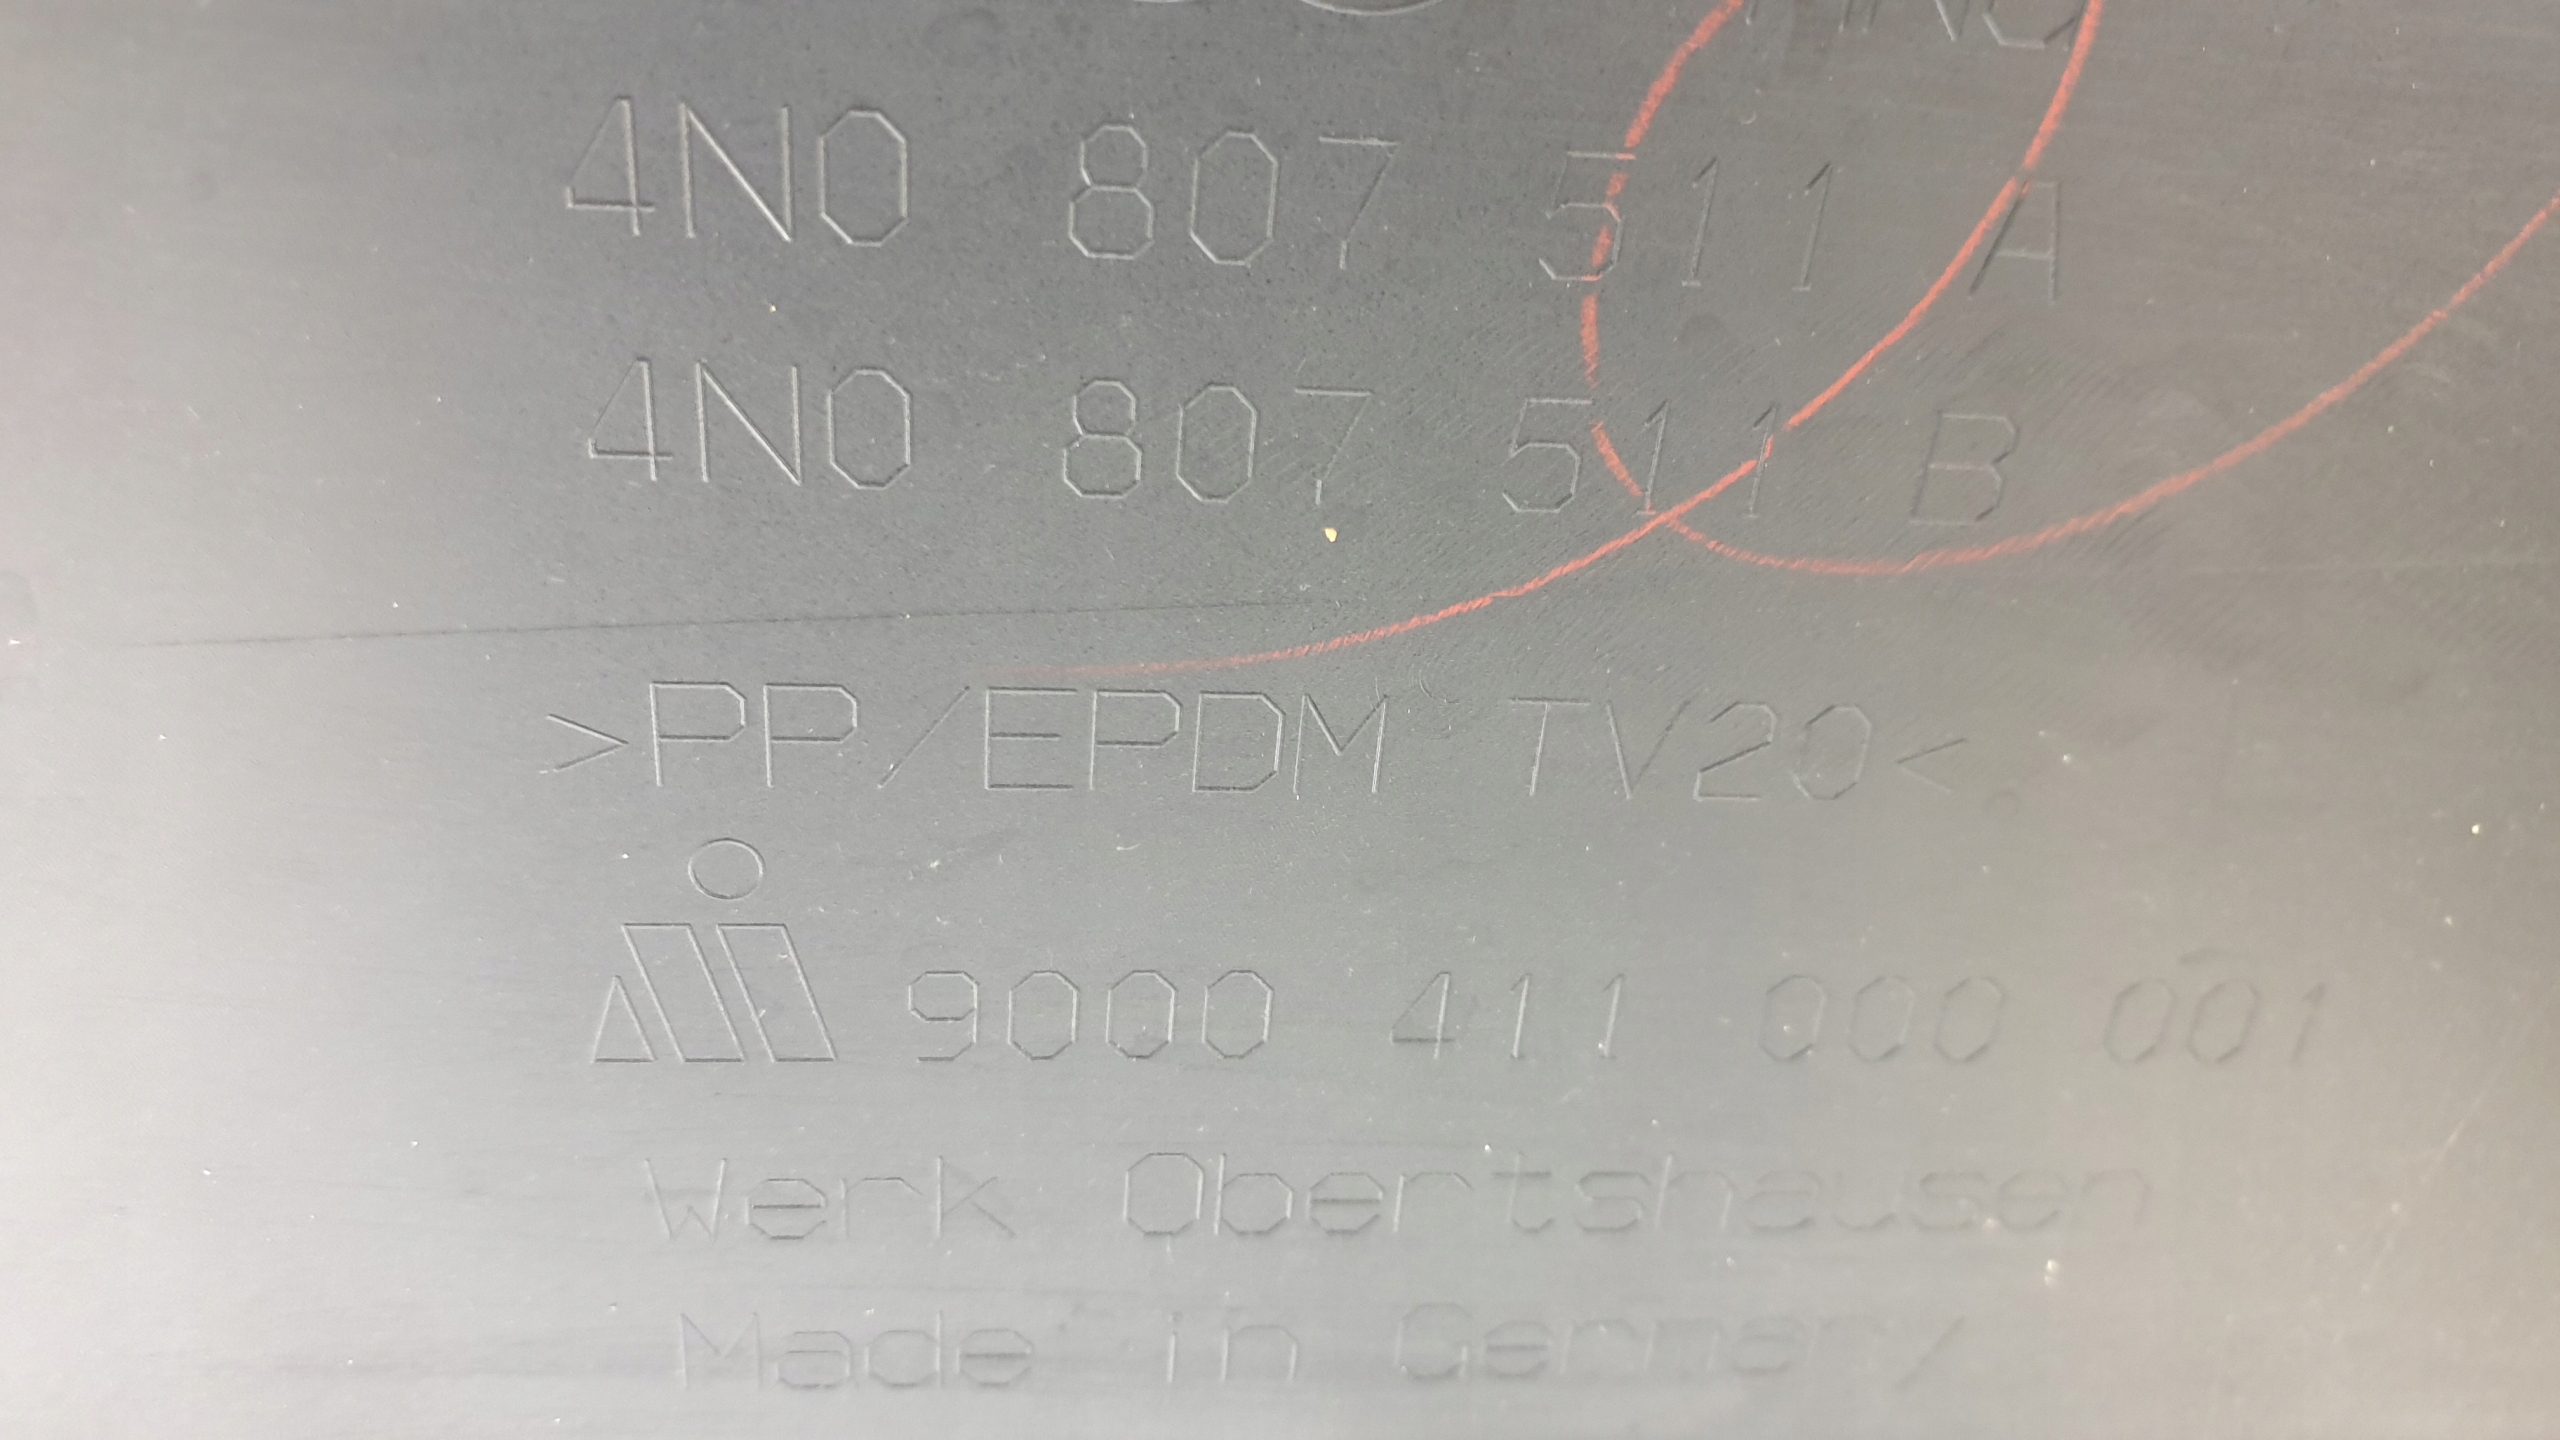 4N0 807 511 A
4N0 807 511 B
>PP/EPDM TV20<
9000 411 000 001
Werk Obertshausen
Made in Germany